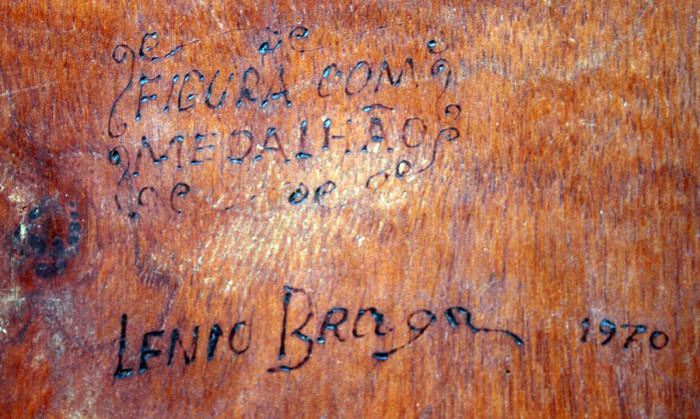 FIGURA COM
MEDALHÃO
LENIO Braga 1970